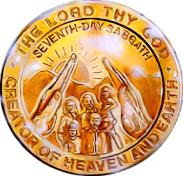 THE LORD THY GOD
SEVENTH-DAY SABBATH
CREATOR OF HEAVEN AND EARTH